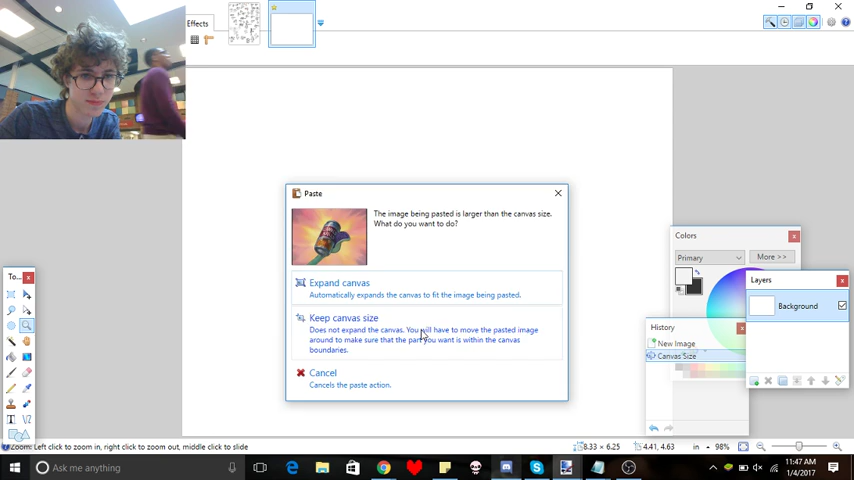 Effects
Paste
The image being pasted is larger than the canvas size.
What do you want to do?
Expand canvas
Automatically expands the canvas to fit the image being pasted.
Keep canvas size
Does not expand the canvas. You will have to move the pasted image
around to make sure that the part you want is within the canvas
boundaries.
Cancel
Cancels the paste action.
Colors
Primary
More >>
Layers
Background
History
New Image
Canvas Size
To...
Zoom: Left click to zoom in, right click to zoom out, middle click to slide
8.33 × 6.25
4.41, 4.63
in
98%
Ask me anything
11:47 AM
1/4/2017